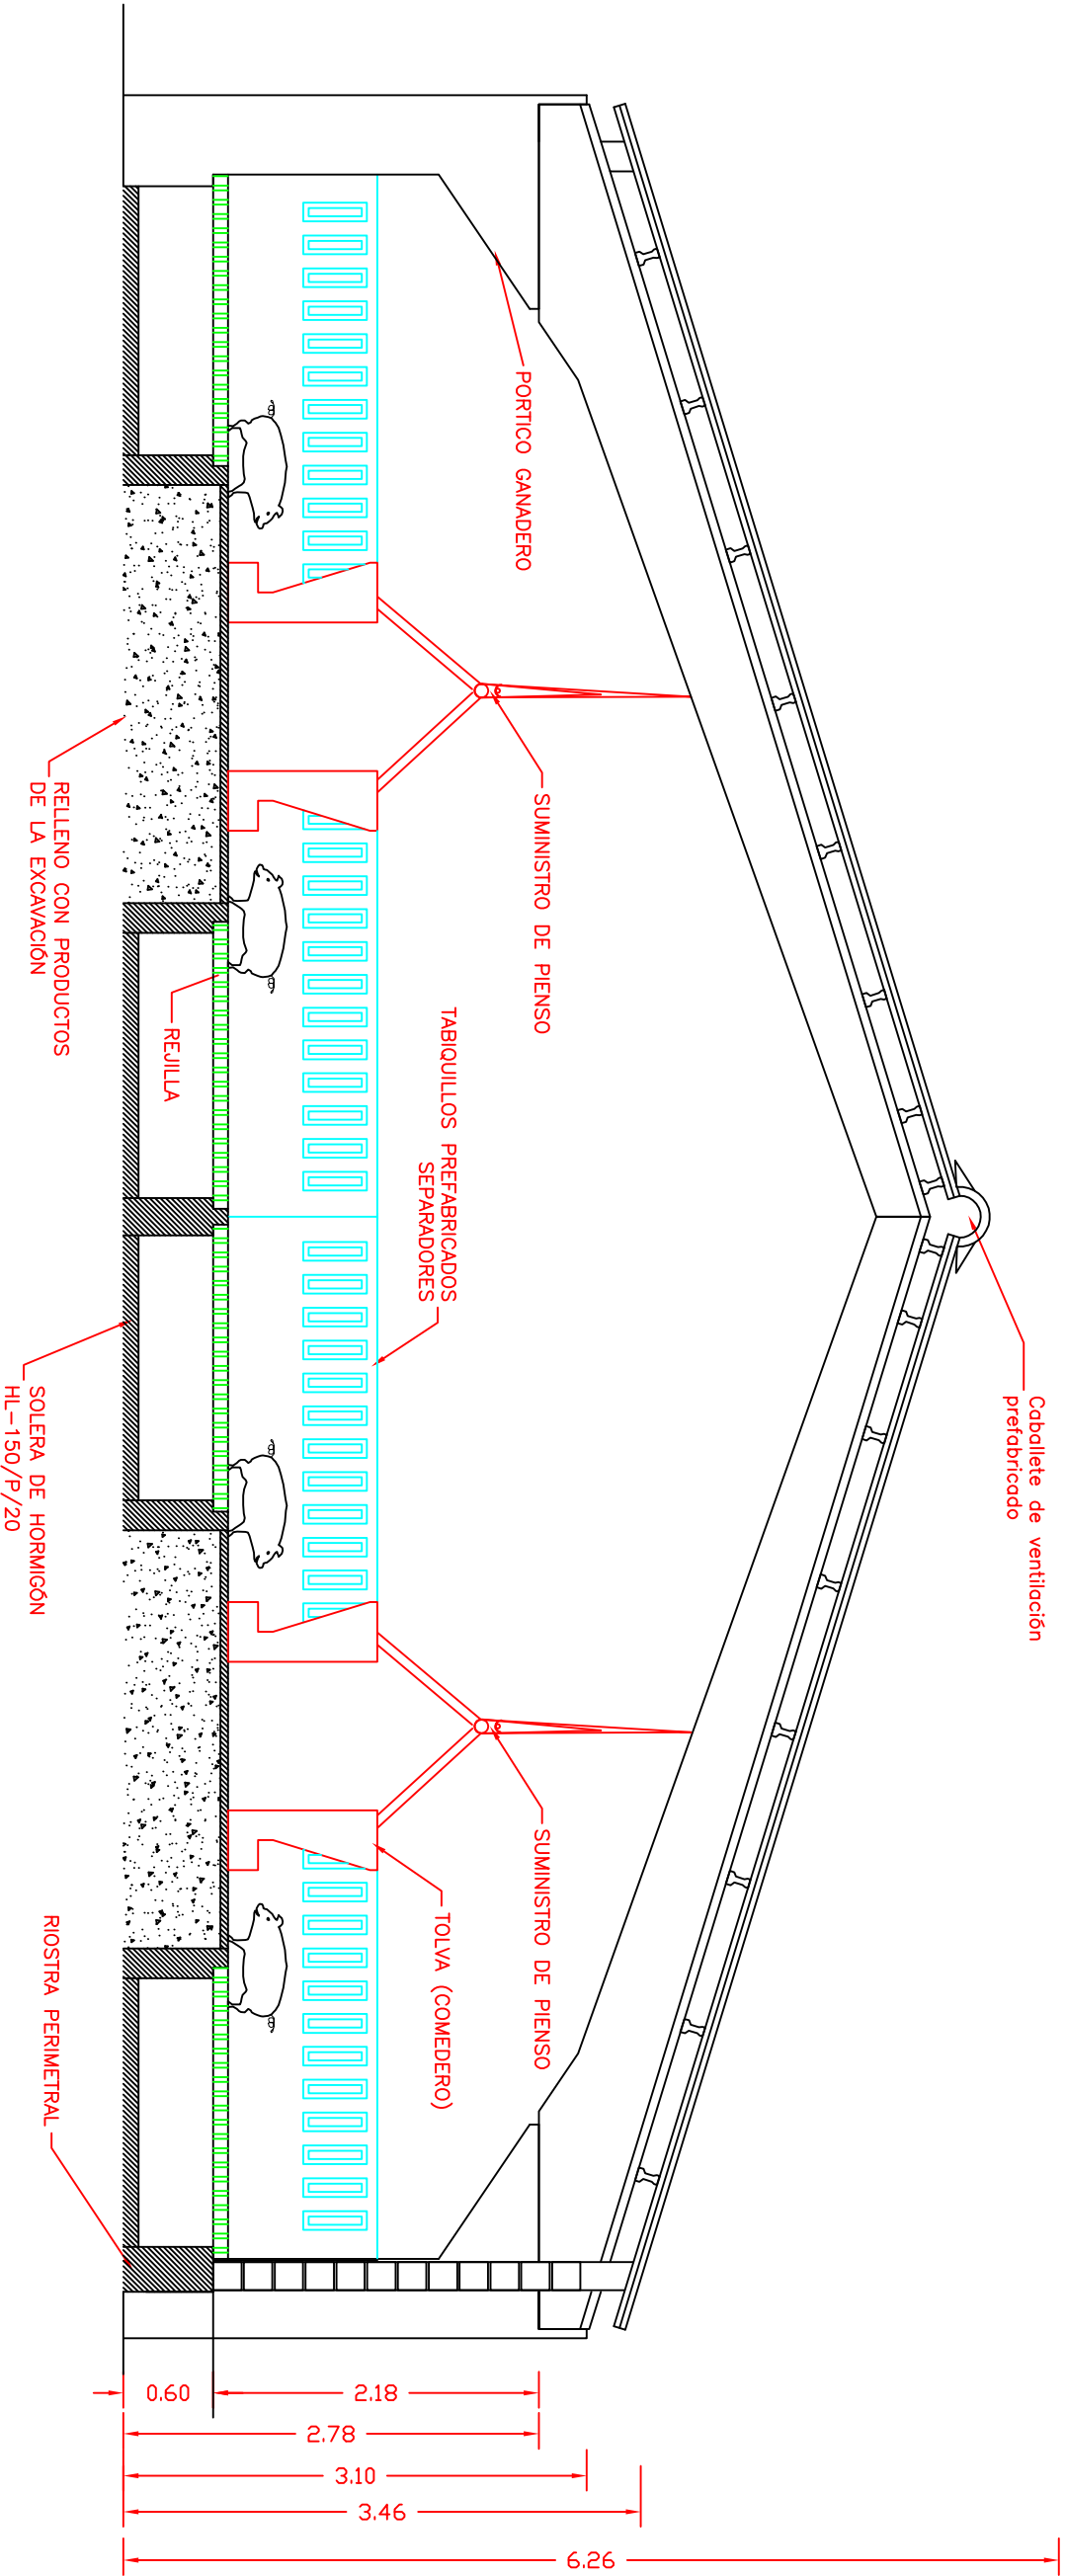 Caballete de ventilación
prefabricado
PORTICO GANADERO
SUMINISTRO DE PIENSO
SUMINISTRO DE PIENSO
TABIQUILLOS PREFABRICADOS
SEPARADORES
TOLVA (COMEDERO)
REJILLA
RELLENO CON PRODUCTOS
DE LA EXCAVACIÓN
SOLERA DE HORMIGÓN
HL-150/P/20
RIOSTRA PERIMETRAL
0.60
2.18
2.78
3.10
3.46
6.26